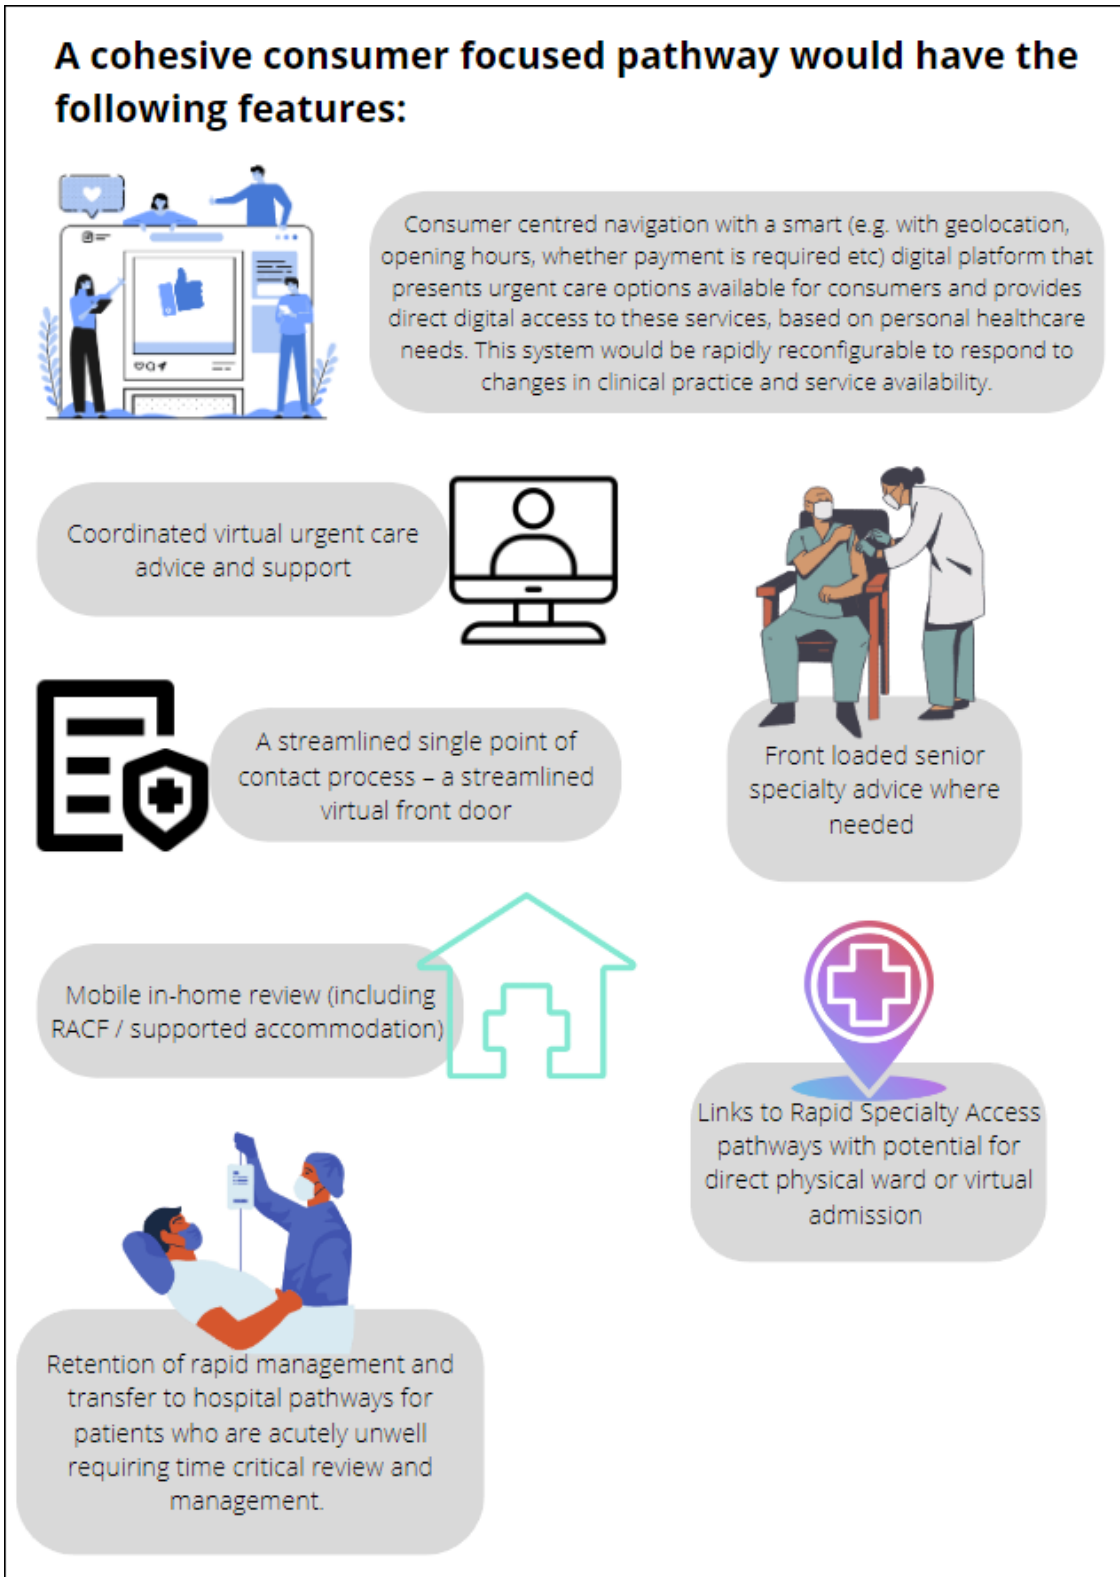 A cohesive consumer focused pathway would have the
following features:
Consumer centred navigation with a smart (e.g. with geolocation,
opening hours, whether payment is required etc) digital platform that
presents urgent care options available for consumers and provides
direct digital access to these services, based on personal healthcare
needs. This system would be rapidly reconfigurable to respond to
changes in clinical practice and service availability.
Coordinated virtual urgent care
advice and support
A streamlined single point of
contact process – a streamlined
virtual front door
Front loaded senior
specialty advice where
needed
Mobile in-home review (including
RACF / supported accommodation)
Links to Rapid Specialty Access
pathways with potential for
direct physical ward or virtual
admission
Retention of rapid management and
transfer to hospital pathways for
patients who are acutely unwell
requiring time critical review and
management.